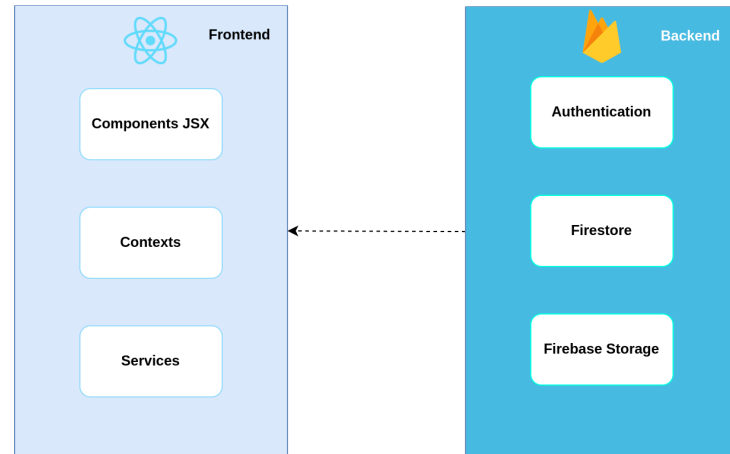 Frontend
Components JSX
Contexts
Services
Backend
Authentication
Firestore
Firebase Storage